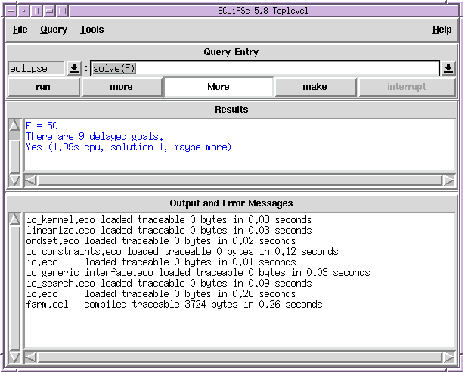 ECLiPSe 5.8 Toplevel
File Query Tools Help
Query Entry
eclipse : solve(F)
run more More make interrupt
Results
F = 50
There are 9 delayed goals.
Yes (1.08s cpu, solution 1, maybe more)
Output and Error Messages
ic_kernel.eco loaded traceable 0 bytes in 0.00 seconds
linearize.eco loaded traceable 0 bytes in 0.03 seconds
ordset.eco loaded traceable 0 bytes in 0.02 seconds
ic_constraints.eco loaded traceable 0 bytes in 0.12 seconds
ic.eco loaded traceable 0 bytes in 0.01 seconds
ic_generic_interface.eco loaded traceable 0 bytes in 0.03 seconds
ic_search.eco loaded traceable 0 bytes in 0.09 seconds
ic.eco loaded traceable 0 bytes in 0.26 seconds
farm.ecl compiled traceable 3724 bytes in 0.26 seconds